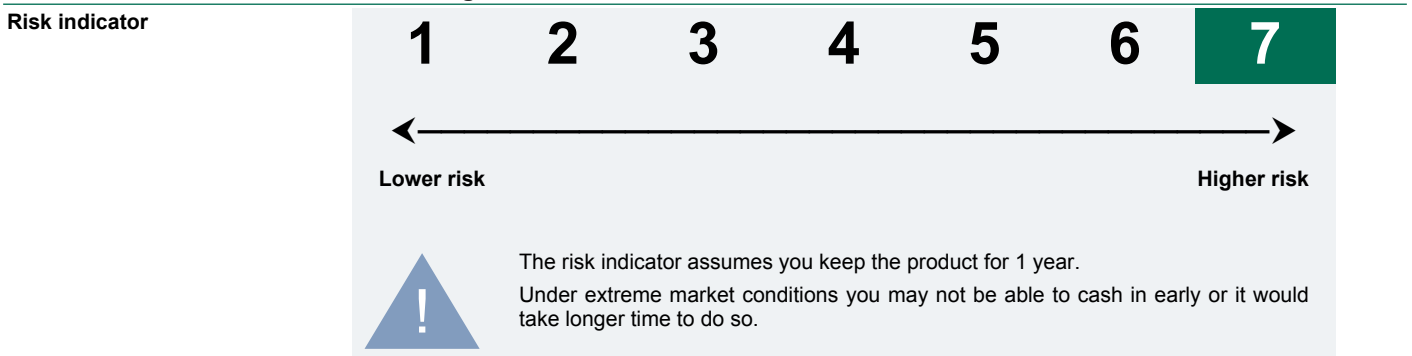 Risk indicator
1 2 3 4 5 6 7
Lower risk Higher risk
!
The risk indicator assumes you keep the product for 1 year.
Under extreme market conditions you may not be able to cash in early or it would
take longer time to do so.